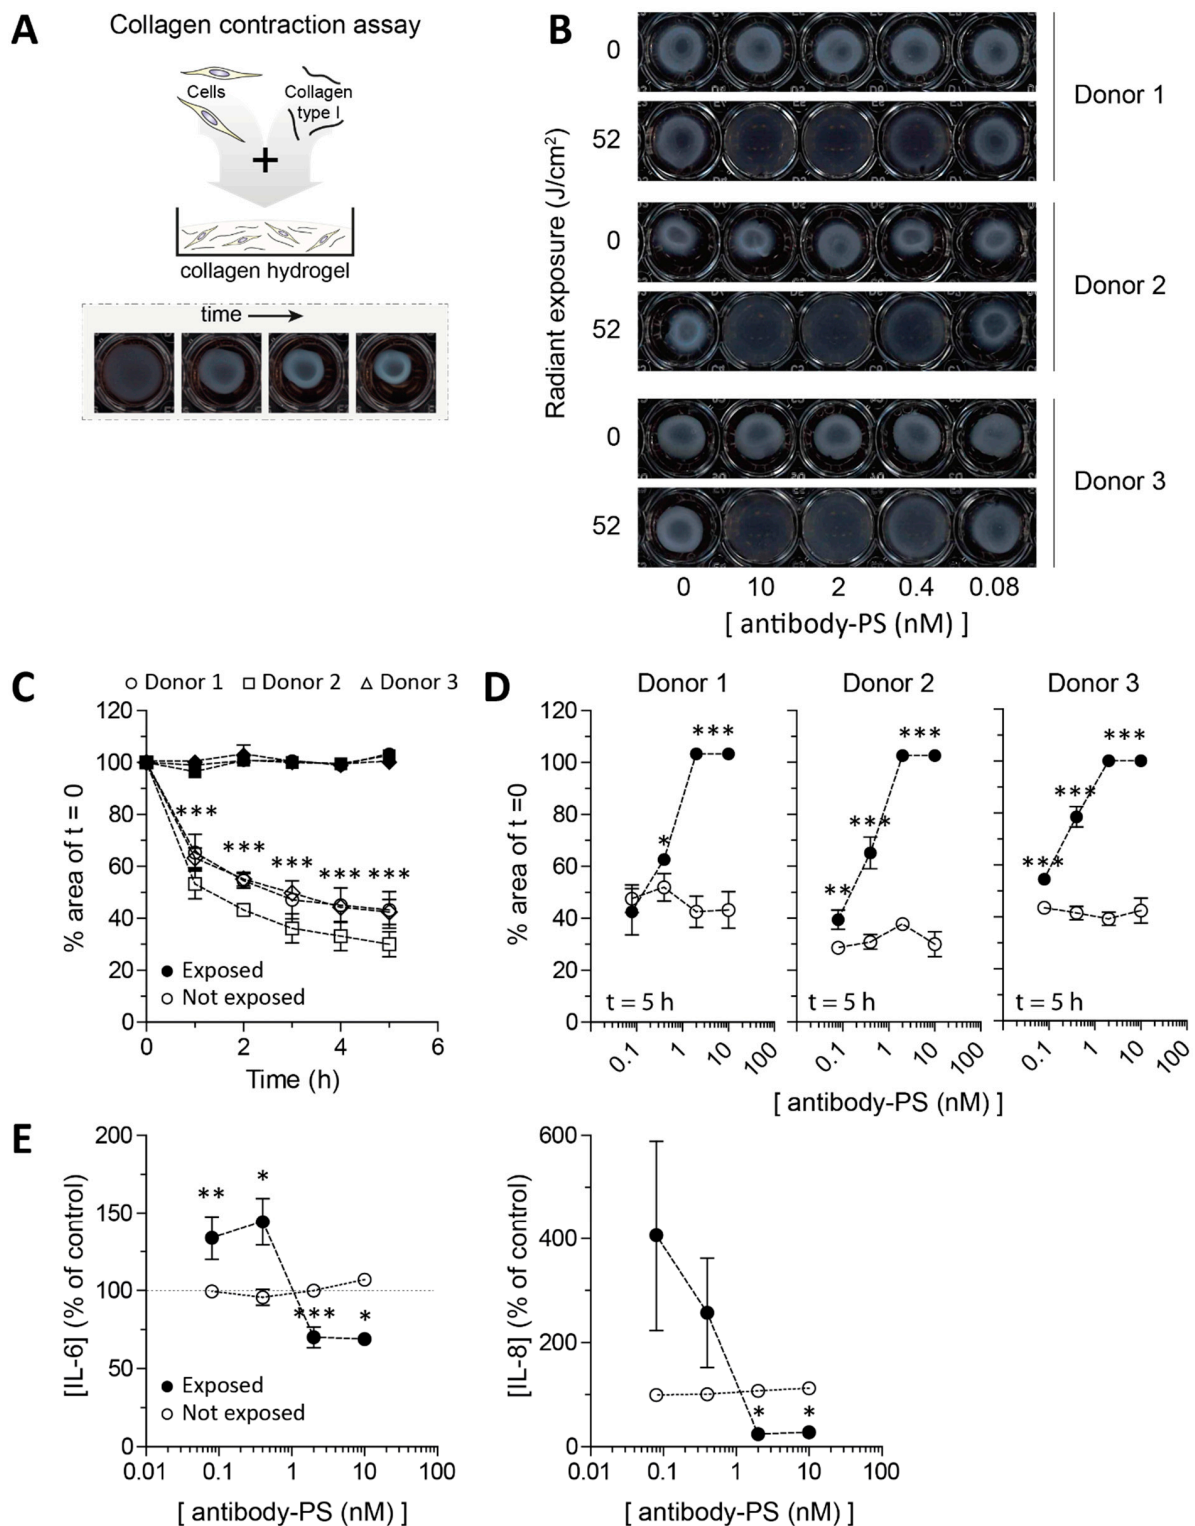 A
Collagen contraction assay
Cells
Collagen
type I
+
collagen hydrogel
time
B
Radiant exposure (J/cm²)
0
52
Donor 1
0
52
Donor 2
0
52
Donor 3
0 10 2 0.4 0.08
[ antibody-PS (nM) ]
C
Donor 1 Donor 2 Donor 3
% area of t = 0
120
100
80
60
40
20
0
*** *** *** *** ***
Exposed
Not exposed
0 2 4 6
Time (h)
D
Donor 1 Donor 2 Donor 3
% area of t =0
120
100
80
60
40
20
0
* ***
** *** ***
*** *** ***
t = 5 h t = 5 h t = 5 h
0.1 1 10 100 0.1 1 10 100 0.1 1 10 100
[ antibody-PS (nM) ]
E
[IL-6] (% of control)
200
150
100
50
0
** * *** *
Exposed
Not exposed
0.01 0.1 1 10 100
[ antibody-PS (nM) ]
[IL-8] (% of control)
600
400
200
0
* *
0.01 0.1 1 10 100
[ antibody-PS (nM) ]